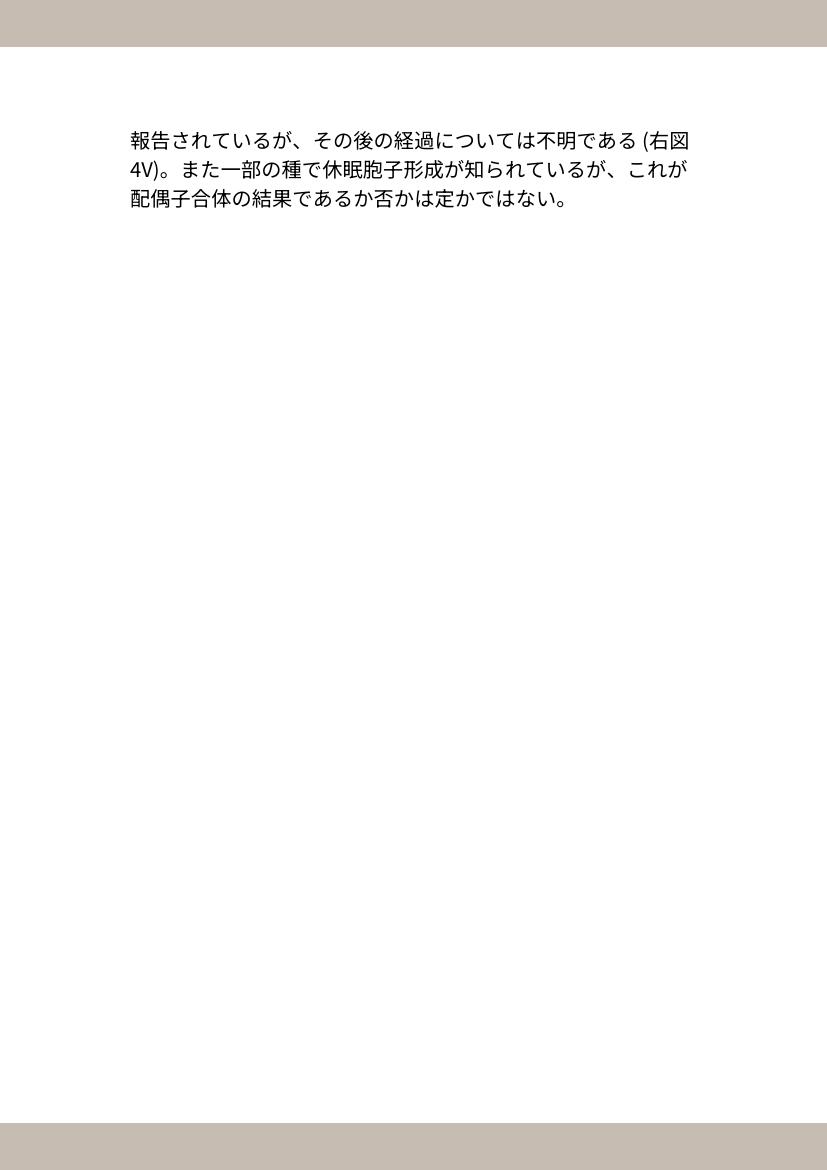 報告されているが、その後の経過については不明である (右図
4V)。また一部の種で休眠胞子形成が知られているが、これが
配偶子合体の結果であるか否かは定かではない。